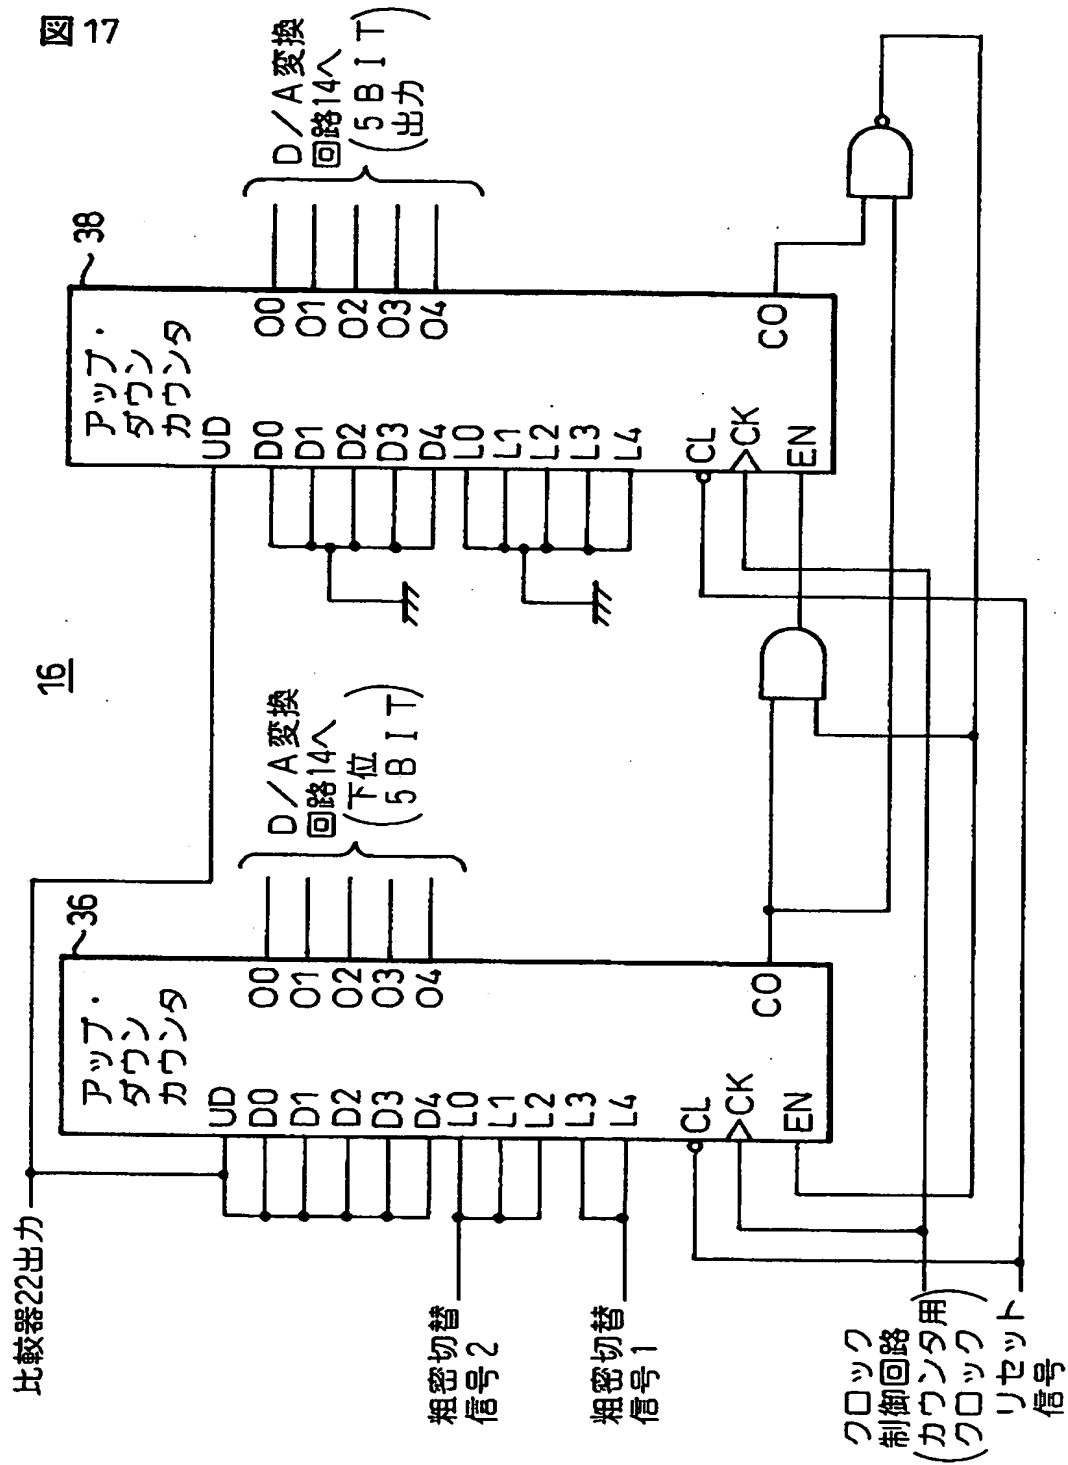 図17
16
比較器22出力
アップ・
ダウン
カウンタ
36
UD
D0
D1
D2
D3
D4
L0
L1
L2
L3
L4
CL
CK
EN
O0
O1
O2
O3
O4
CO
D/A変換
回路14へ
(下位
5BIT)
粗密切替
信号2
粗密切替
信号1
クロック
制御回路
(カウンタ用
クロック)
リセット
信号
アップ・
ダウン
カウンタ
38
UD
D0
D1
D2
D3
D4
L0
L1
L2
L3
L4
CL
CK
EN
O0
O1
O2
O3
O4
CO
D/A変換
回路14へ
(5BIT
出力)